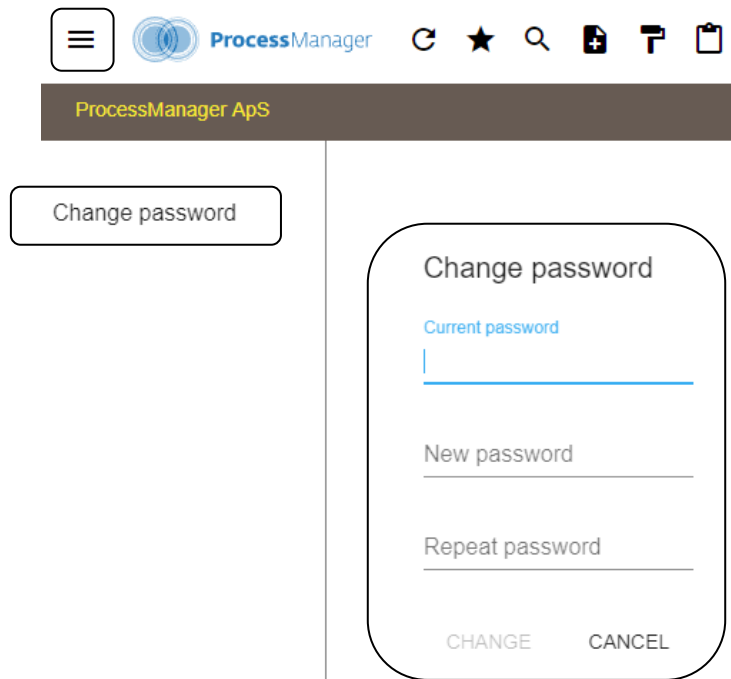 ProcessManager
ProcessManager ApS
Change password
Change password
Current password
New password
Repeat password
CHANGE CANCEL